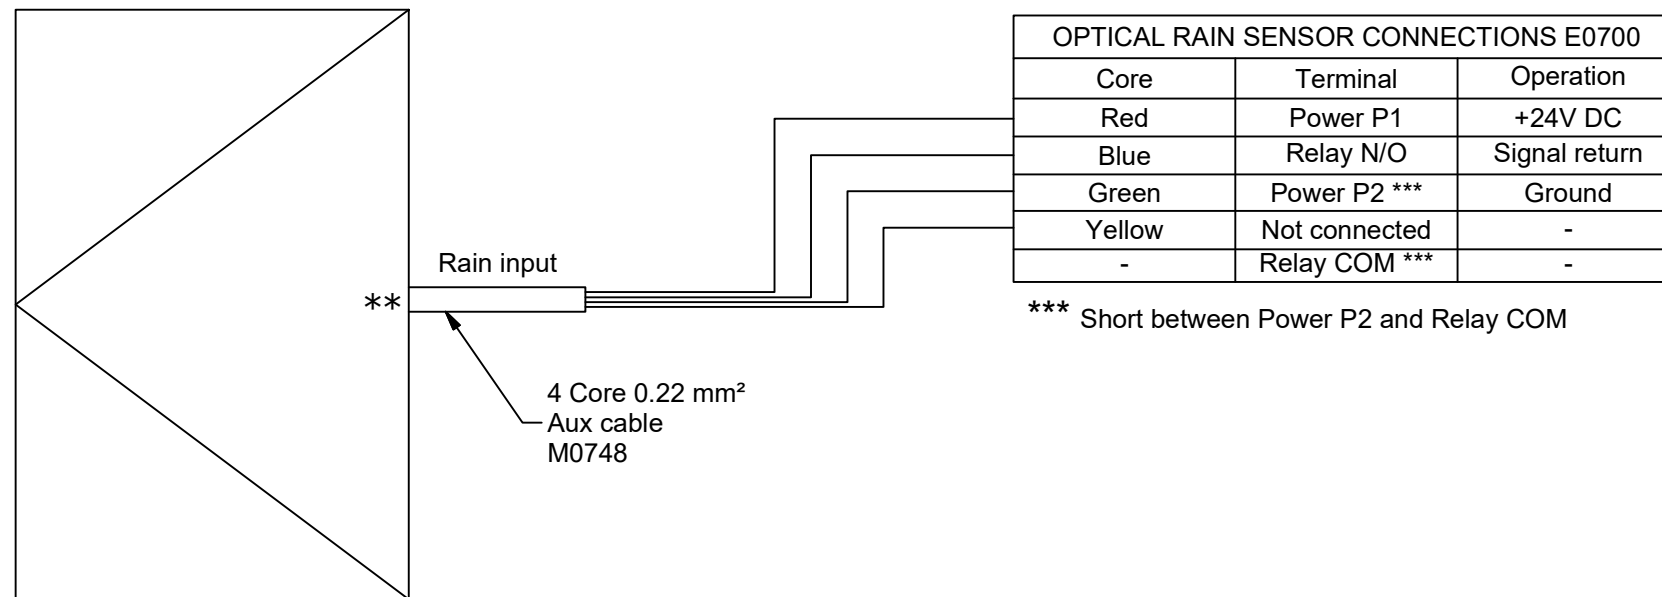 OPTICAL RAIN SENSOR CONNECTIONS E0700
Core Terminal Operation
Red Power P1 +24V DC
Blue Relay N/O Signal return
Green Power P2 *** Ground
Yellow Not connected -
- Relay COM *** -
*** Short between Power P2 and Relay COM
Rain input
**
4 Core 0.22 mm²
Aux cable
M0748